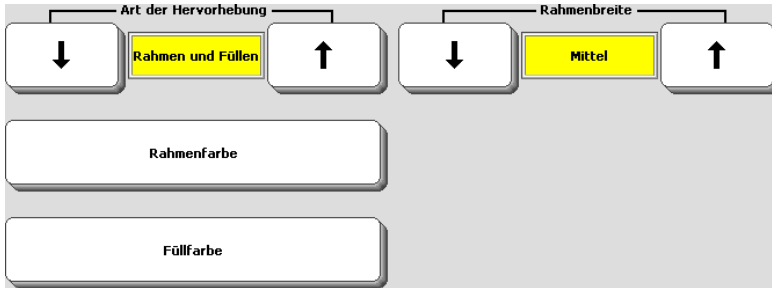 Art der Hervorhebung
Rahmenbreite
Rahmen und Füllen
Mittel
Rahmenfarbe
Füllfarbe